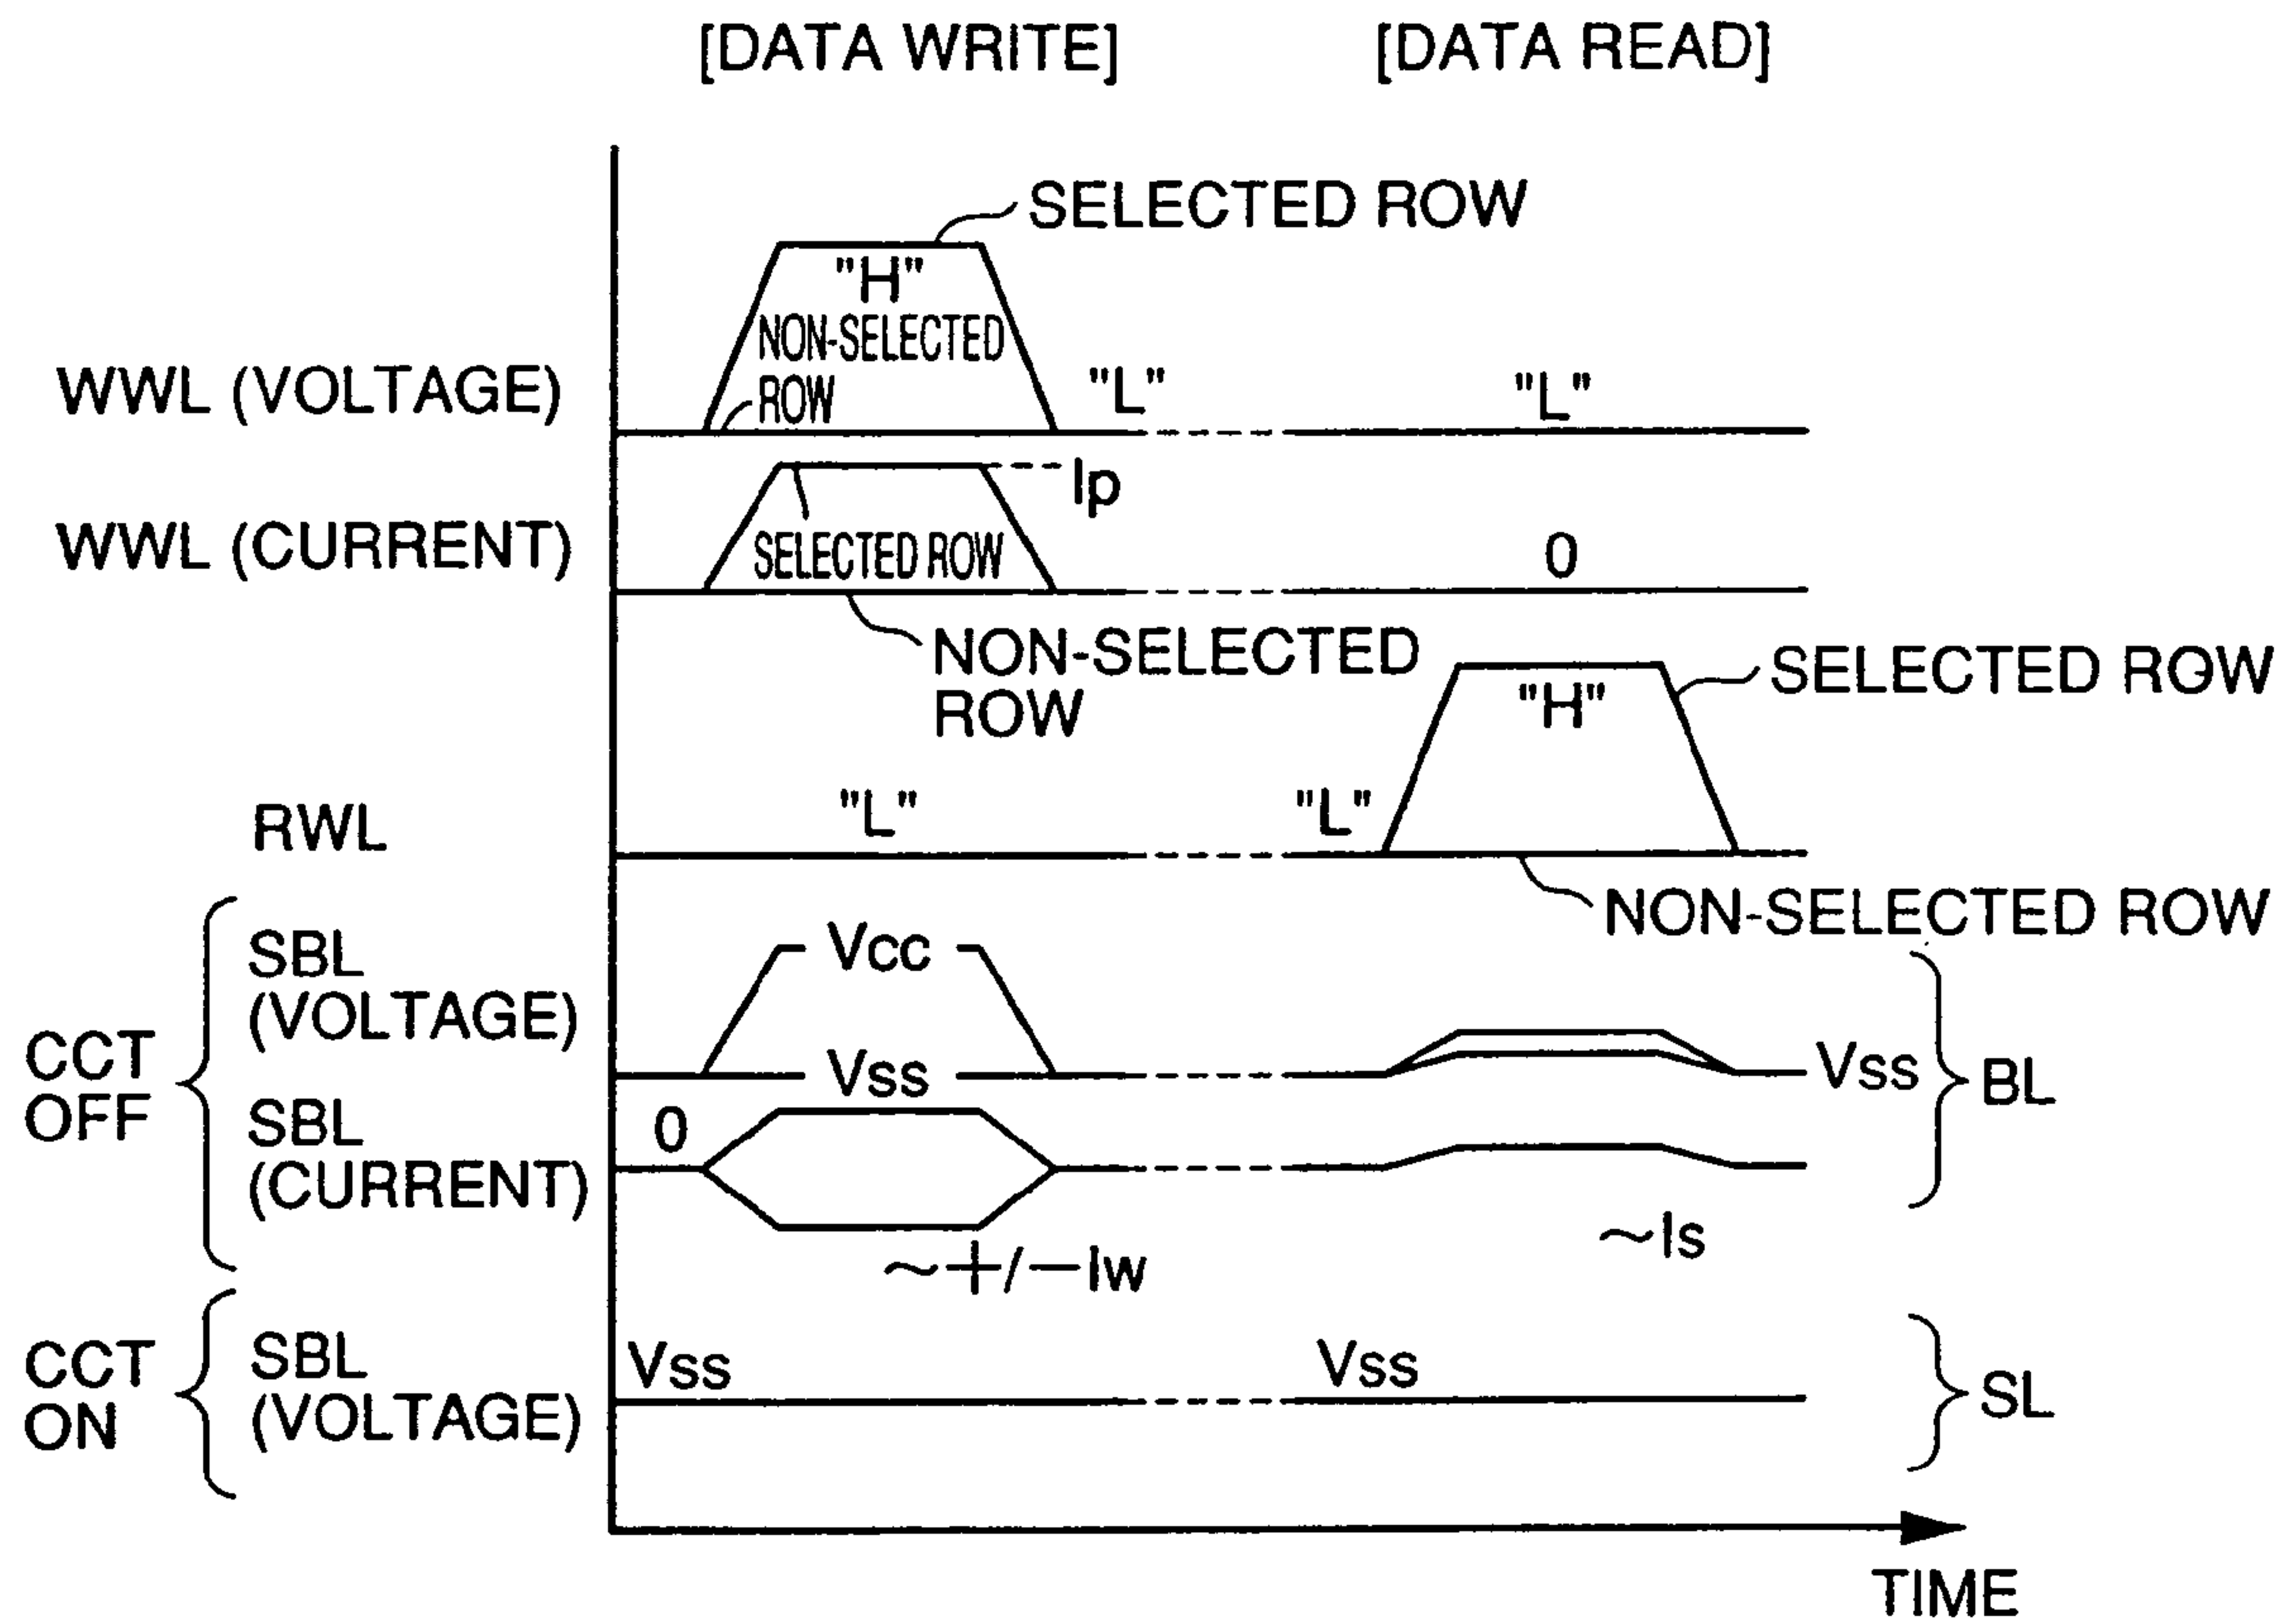 [DATA WRITE] [DATA READ]
SELECTED ROW
"H"
NON-SELECTED
ROW
WWL (VOLTAGE)
"L"
"L"
Ip
WWL (CURRENT)
SELECTED ROW
0
NON-SELECTED
ROW
SELECTED ROW
"H"
RWL
"L"
"L"
NON-SELECTED ROW
CCT
OFF
SBL
(VOLTAGE)
Vcc
Vss
Vss
BL
SBL
(CURRENT)
0
~+/−Iw
~Is
CCT
ON
SBL
(VOLTAGE)
Vss
Vss
SL
TIME